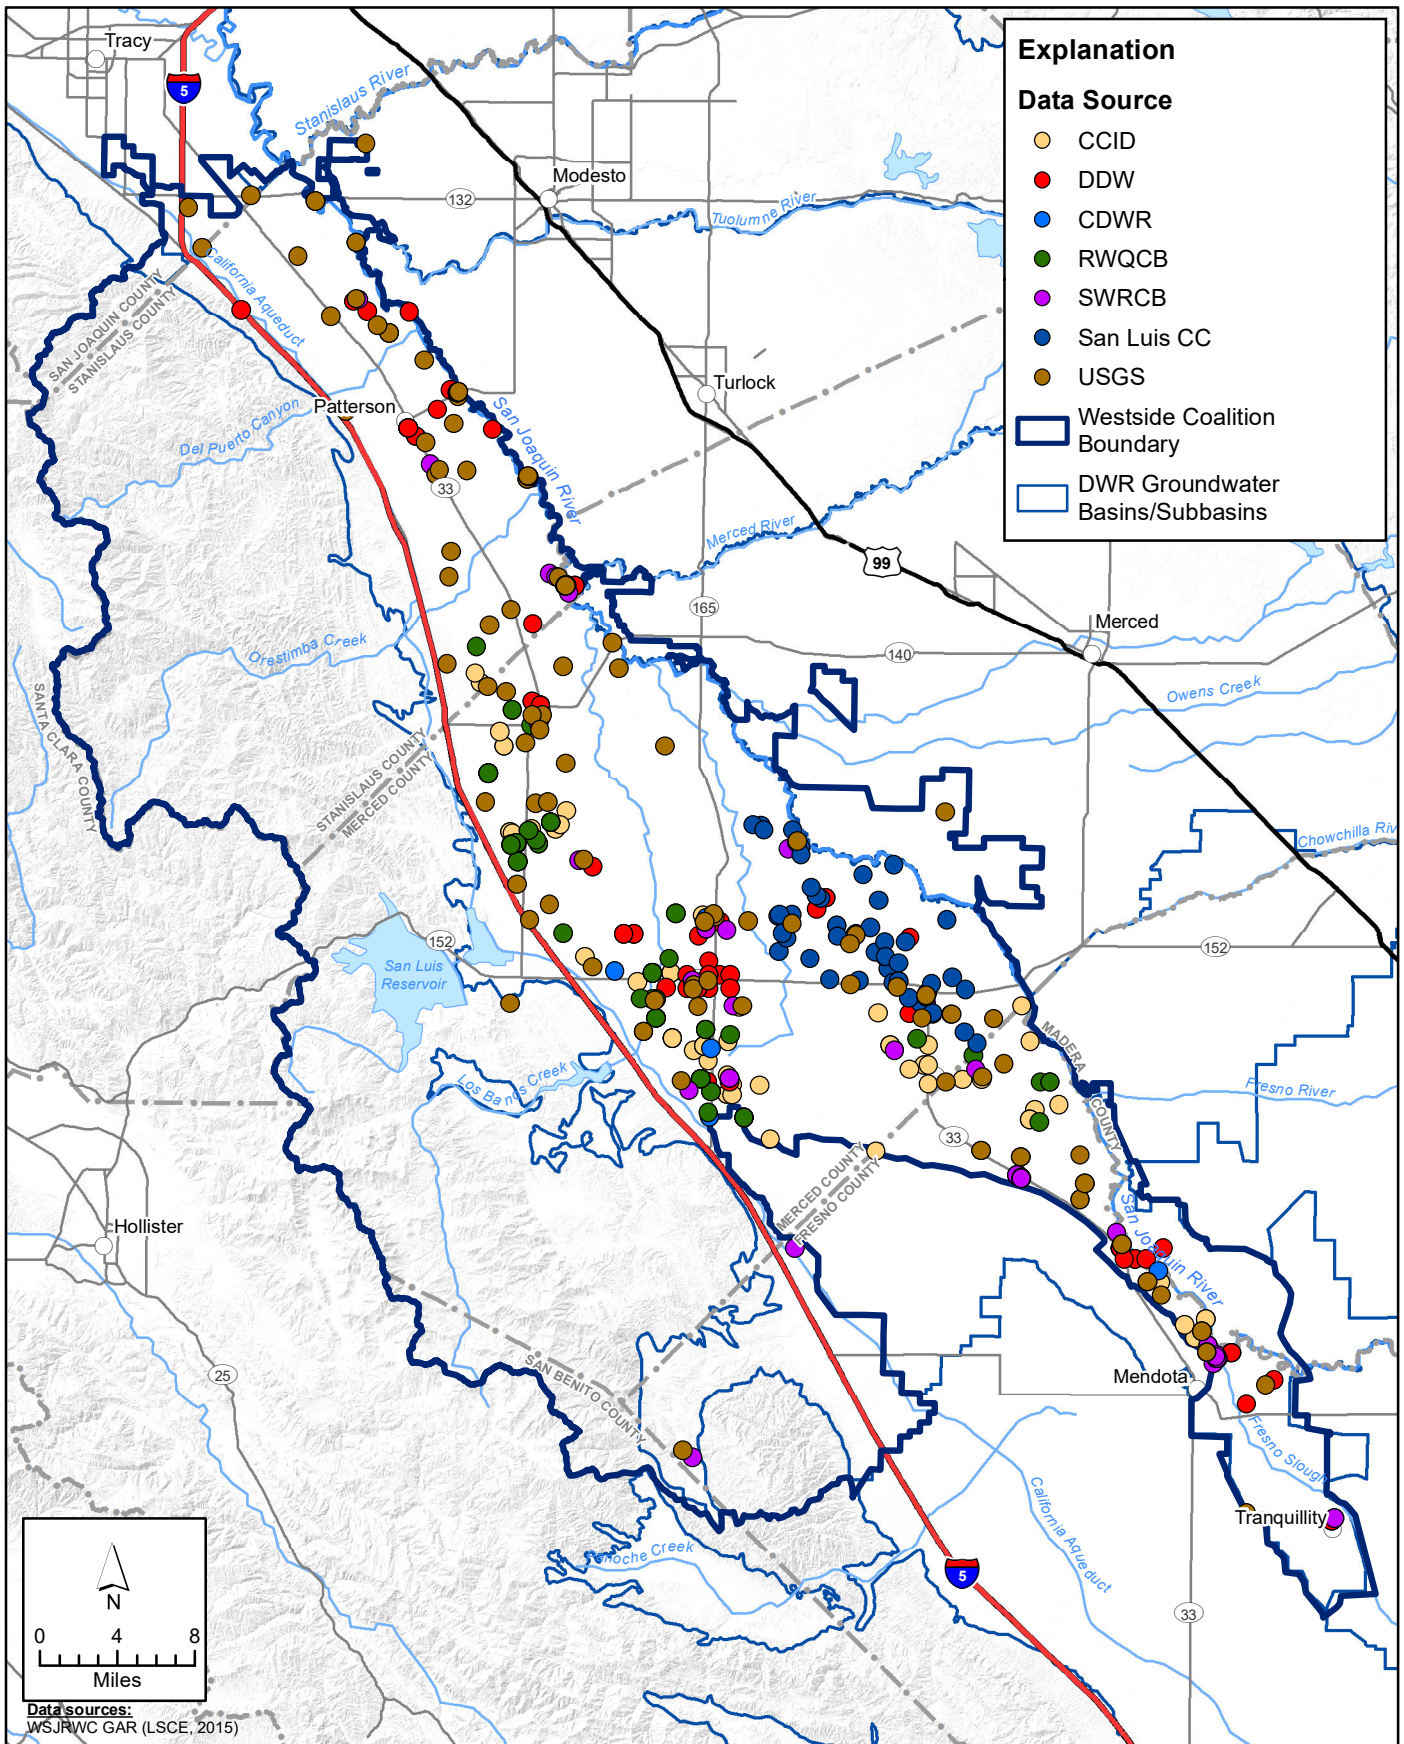 Explanation
Data Source
CCID
DDW
CDWR
RWQCB
SWRCB
San Luis CC
USGS
Westside Coalition
Boundary
DWR Groundwater
Basins/Subbasins
Tracy
5
Stanislaus River
Modesto
132
Tuolumne River
California Aqueduct
SAN JOAQUIN COUNTY
STANISLAUS COUNTY
Turlock
Patterson
Del Puerto Canyon
San Joaquin River
33
Merced River
99
165
Merced
140
Orestimba Creek
Owens Creek
SANTA CLARA COUNTY
STANISLAUS COUNTY
MERCED COUNTY
Chowchilla Riv
152
San Luis
Reservoir
152
MADERA COUNTY
Los Banos Creek
Fresno River
33
MERCED COUNTY
FRESNO COUNTY
Hollister
San Joaquin River
25
SAN BENITO COUNTY
Mendota
Fresno Slough
California Aqueduct
Tranquillity
Panoche Creek
5
33
N
0 4 8
Miles
Data sources:
WSJRWC GAR (LSCE, 2015)